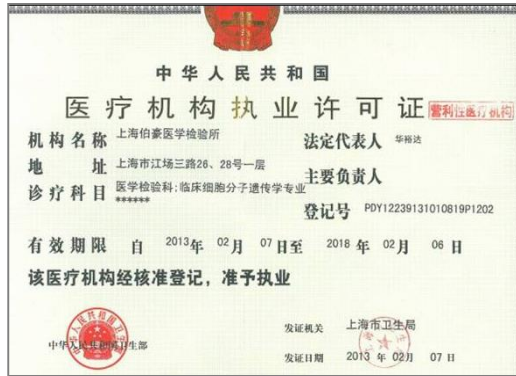 中华人民共和国
医疗机构执业许可证 营利性医疗机构
机构名称 上海伯豪医学检验所 法定代表人 华裕达
地 址 上海市江场三路26、28号一层 主要负责人
诊疗科目 医学检验科;临床细胞分子遗传学专业
****** 登记号 PDY12239131010819P1202
有效期限 自 2013年 02月 07日至 2018年 02月 06日
该医疗机构经核准登记，准予执业
中华人民共和国卫生部 发证机关 上海市卫生局
发证日期 2013年 02月 07日